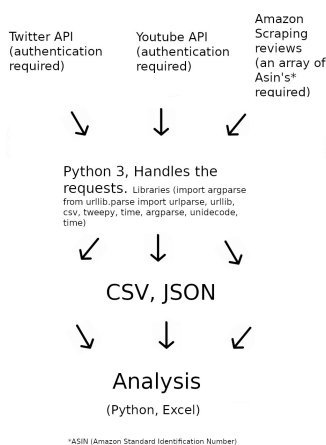 Twitter API
(authentication
required)
Youtube API
(authentication
required)
Amazon
Scraping
reviews
(an array of
Asin's*
required)
Python 3, Handles the
requests. Libraries (import argparse
from urllib.parse import urlparse, urllib,
csv, tweepy, time, argparse, unidecode,
time)
CSV, JSON
Analysis
(Python, Excel)
*ASIN (Amazon Standard Identification Number)